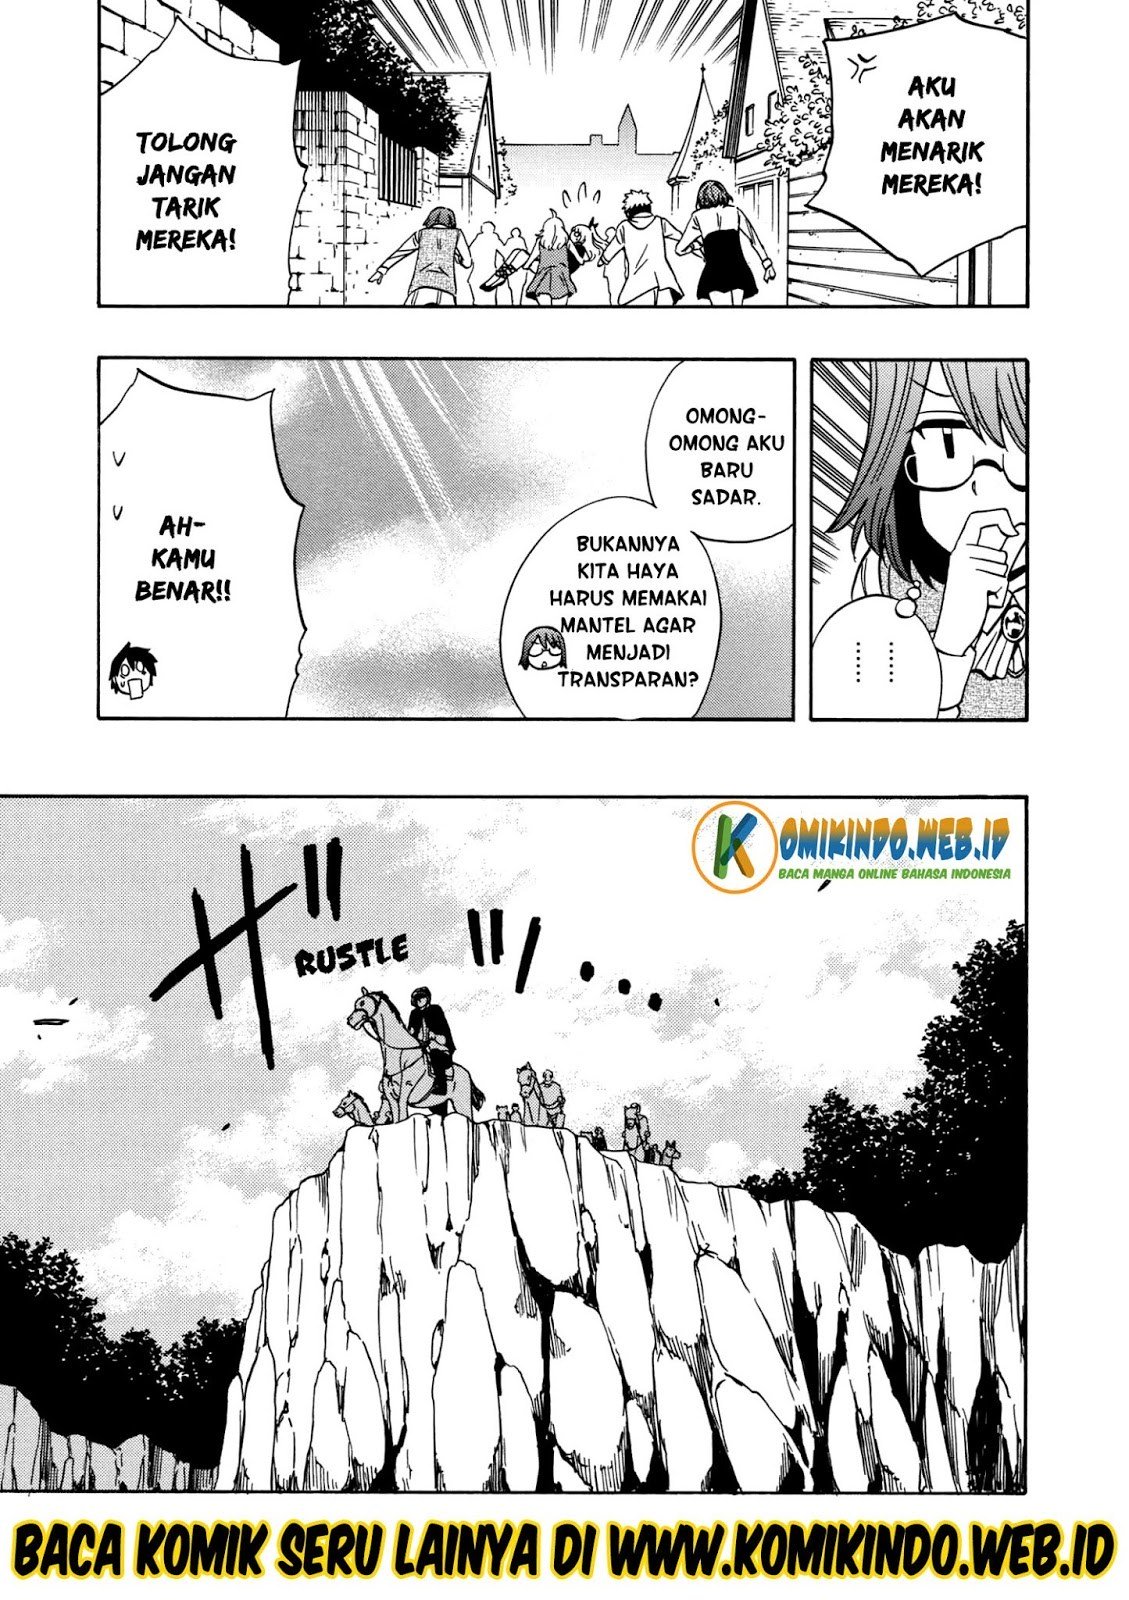 AKU
AKAN
MENARIK
MEREKA!
TOLONG
JANGAN
TARIK
MEREKA!
OMONG-
OMONG AKU
BARU
SADAR.
BUKANNYA
KITA HAYA
HARUS MEMAKAI
MANTEL AGAR
MENJADI
TRANSPARAN?
AH-
KAMU
BENAR!!
KOMIKINDO.WEB.ID
BACA MANGA ONLINE BAHASA INDONESIA
ザッ
RUSTLE
BACA KOMIK SERU LAINYA DI WWW.KOMIKINDO.WEB.ID